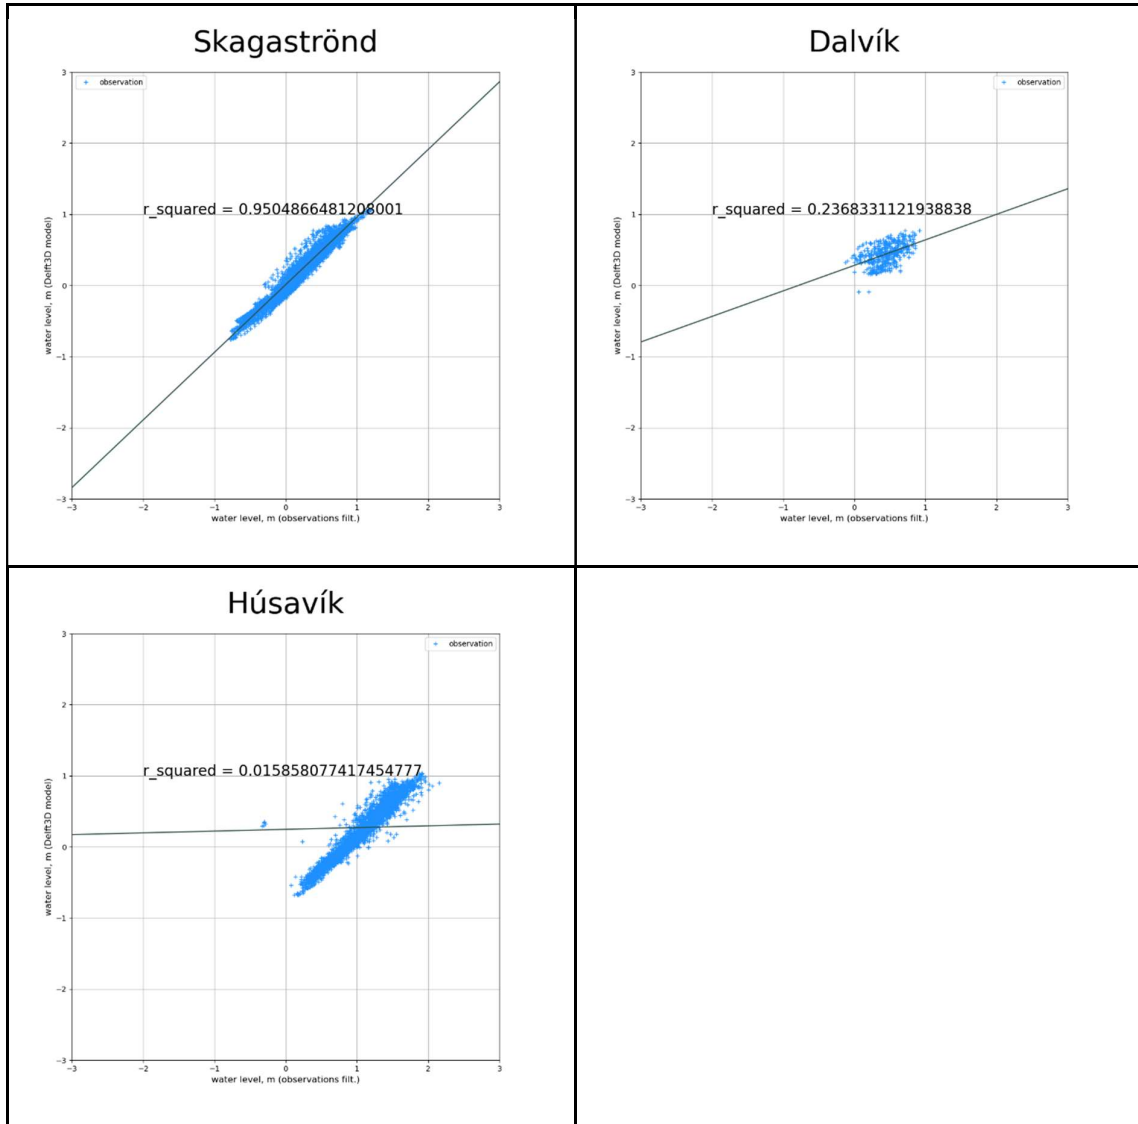 Skagaströnd
3
2
1
0
−1
−2
−3
−3
−2
−1
0
1
2
3
water level, m (Delft3D model)
water level, m (observations filt.)
observation
r_squared = 0.9504866481208001
Dalvík
3
2
1
0
−1
−2
−3
−3
−2
−1
0
1
2
3
water level, m (Delft3D model)
water level, m (observations filt.)
observation
r_squared = 0.2368331121938838
Húsavík
3
2
1
0
−1
−2
−3
−3
−2
−1
0
1
2
3
water level, m (Delft3D model)
water level, m (observations filt.)
observation
r_squared = 0.015858077417454777